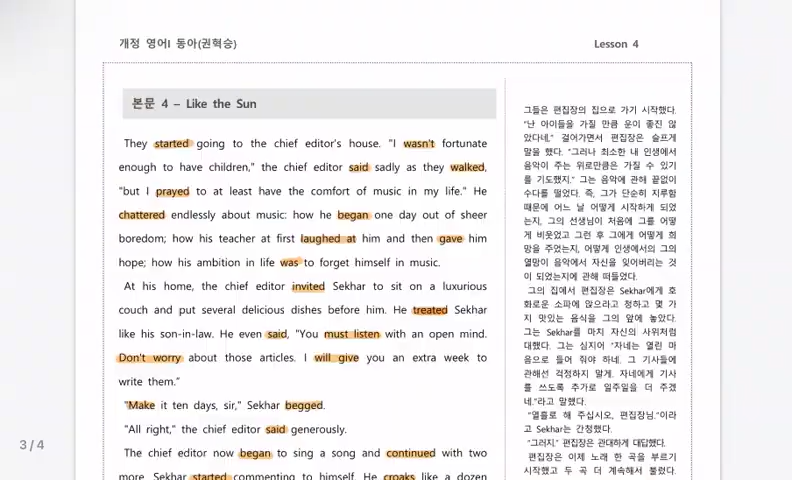 개정 영어I 동아(권혁승)
Lesson 4
본문 4 – Like the Sun
They started going to the chief editor's house. "I wasn't fortunate
enough to have children," the chief editor said sadly as they walked,
"but I prayed to at least have the comfort of music in my life." He
chattered endlessly about music: how he began one day out of sheer
boredom; how his teacher at first laughed at him and then gave him
hope; how his ambition in life was to forget himself in music.
At his home, the chief editor invited Sekhar to sit on a luxurious
couch and put several delicious dishes before him. He treated Sekhar
like his son-in-law. He even said, "You must listen with an open mind.
Don't worry about those articles. I will give you an extra week to
write them."
"Make it ten days, sir," Sekhar begged.
"All right," the chief editor said generously.
The chief editor now began to sing a song and continued with two
more. Sekhar started commenting to himself. He croaks like a dozen
그들은 편집장의 집으로 가기 시작했다.
"난 아이들을 가질 만큼 운이 좋진 않
았다네." 걸어가면서 편집장은 슬프게
말을 했다. "그러나 최소한 내 인생에서
음악이 주는 위로만큼은 가질 수 있기
를 기도했지." 그는 음악에 관해 끝없이
수다를 떨었다. 즉, 그가 단순히 지루함
때문에 어느 날 어떻게 시작하게 되었
는지, 그의 선생님이 처음에 그를 어떻
게 비웃었고 그런 후 그에게 어떻게 희
망을 주었는지, 어떻게 인생에서의 그의
열망이 음악에서 자신을 잊어버리는 것
이 되었는지에 관해 떠들었다.
그의 집에서 편집장은 Sekhar에게 호
화로운 소파에 앉으라고 청하고 몇 가
지 맛있는 음식을 그의 앞에 놓았다.
그는 Sekhar를 마치 자신의 사위처럼
대했다. 그는 심지어 "자네는 열린 마
음으로 들어 줘야 하네. 그 기사들에
관해선 걱정하지 말게. 자네에게 기사
를 쓰도록 추가로 일주일을 더 주겠
네."라고 말했다.
"열흘로 해 주십시오, 편집장님."이라
고 Sekhar는 간청했다.
"그러지." 편집장은 관대하게 대답했다.
편집장은 이제 노래 한 곡을 부르기
시작했고 두 곡 더 계속해서 불렀다.
3 / 4